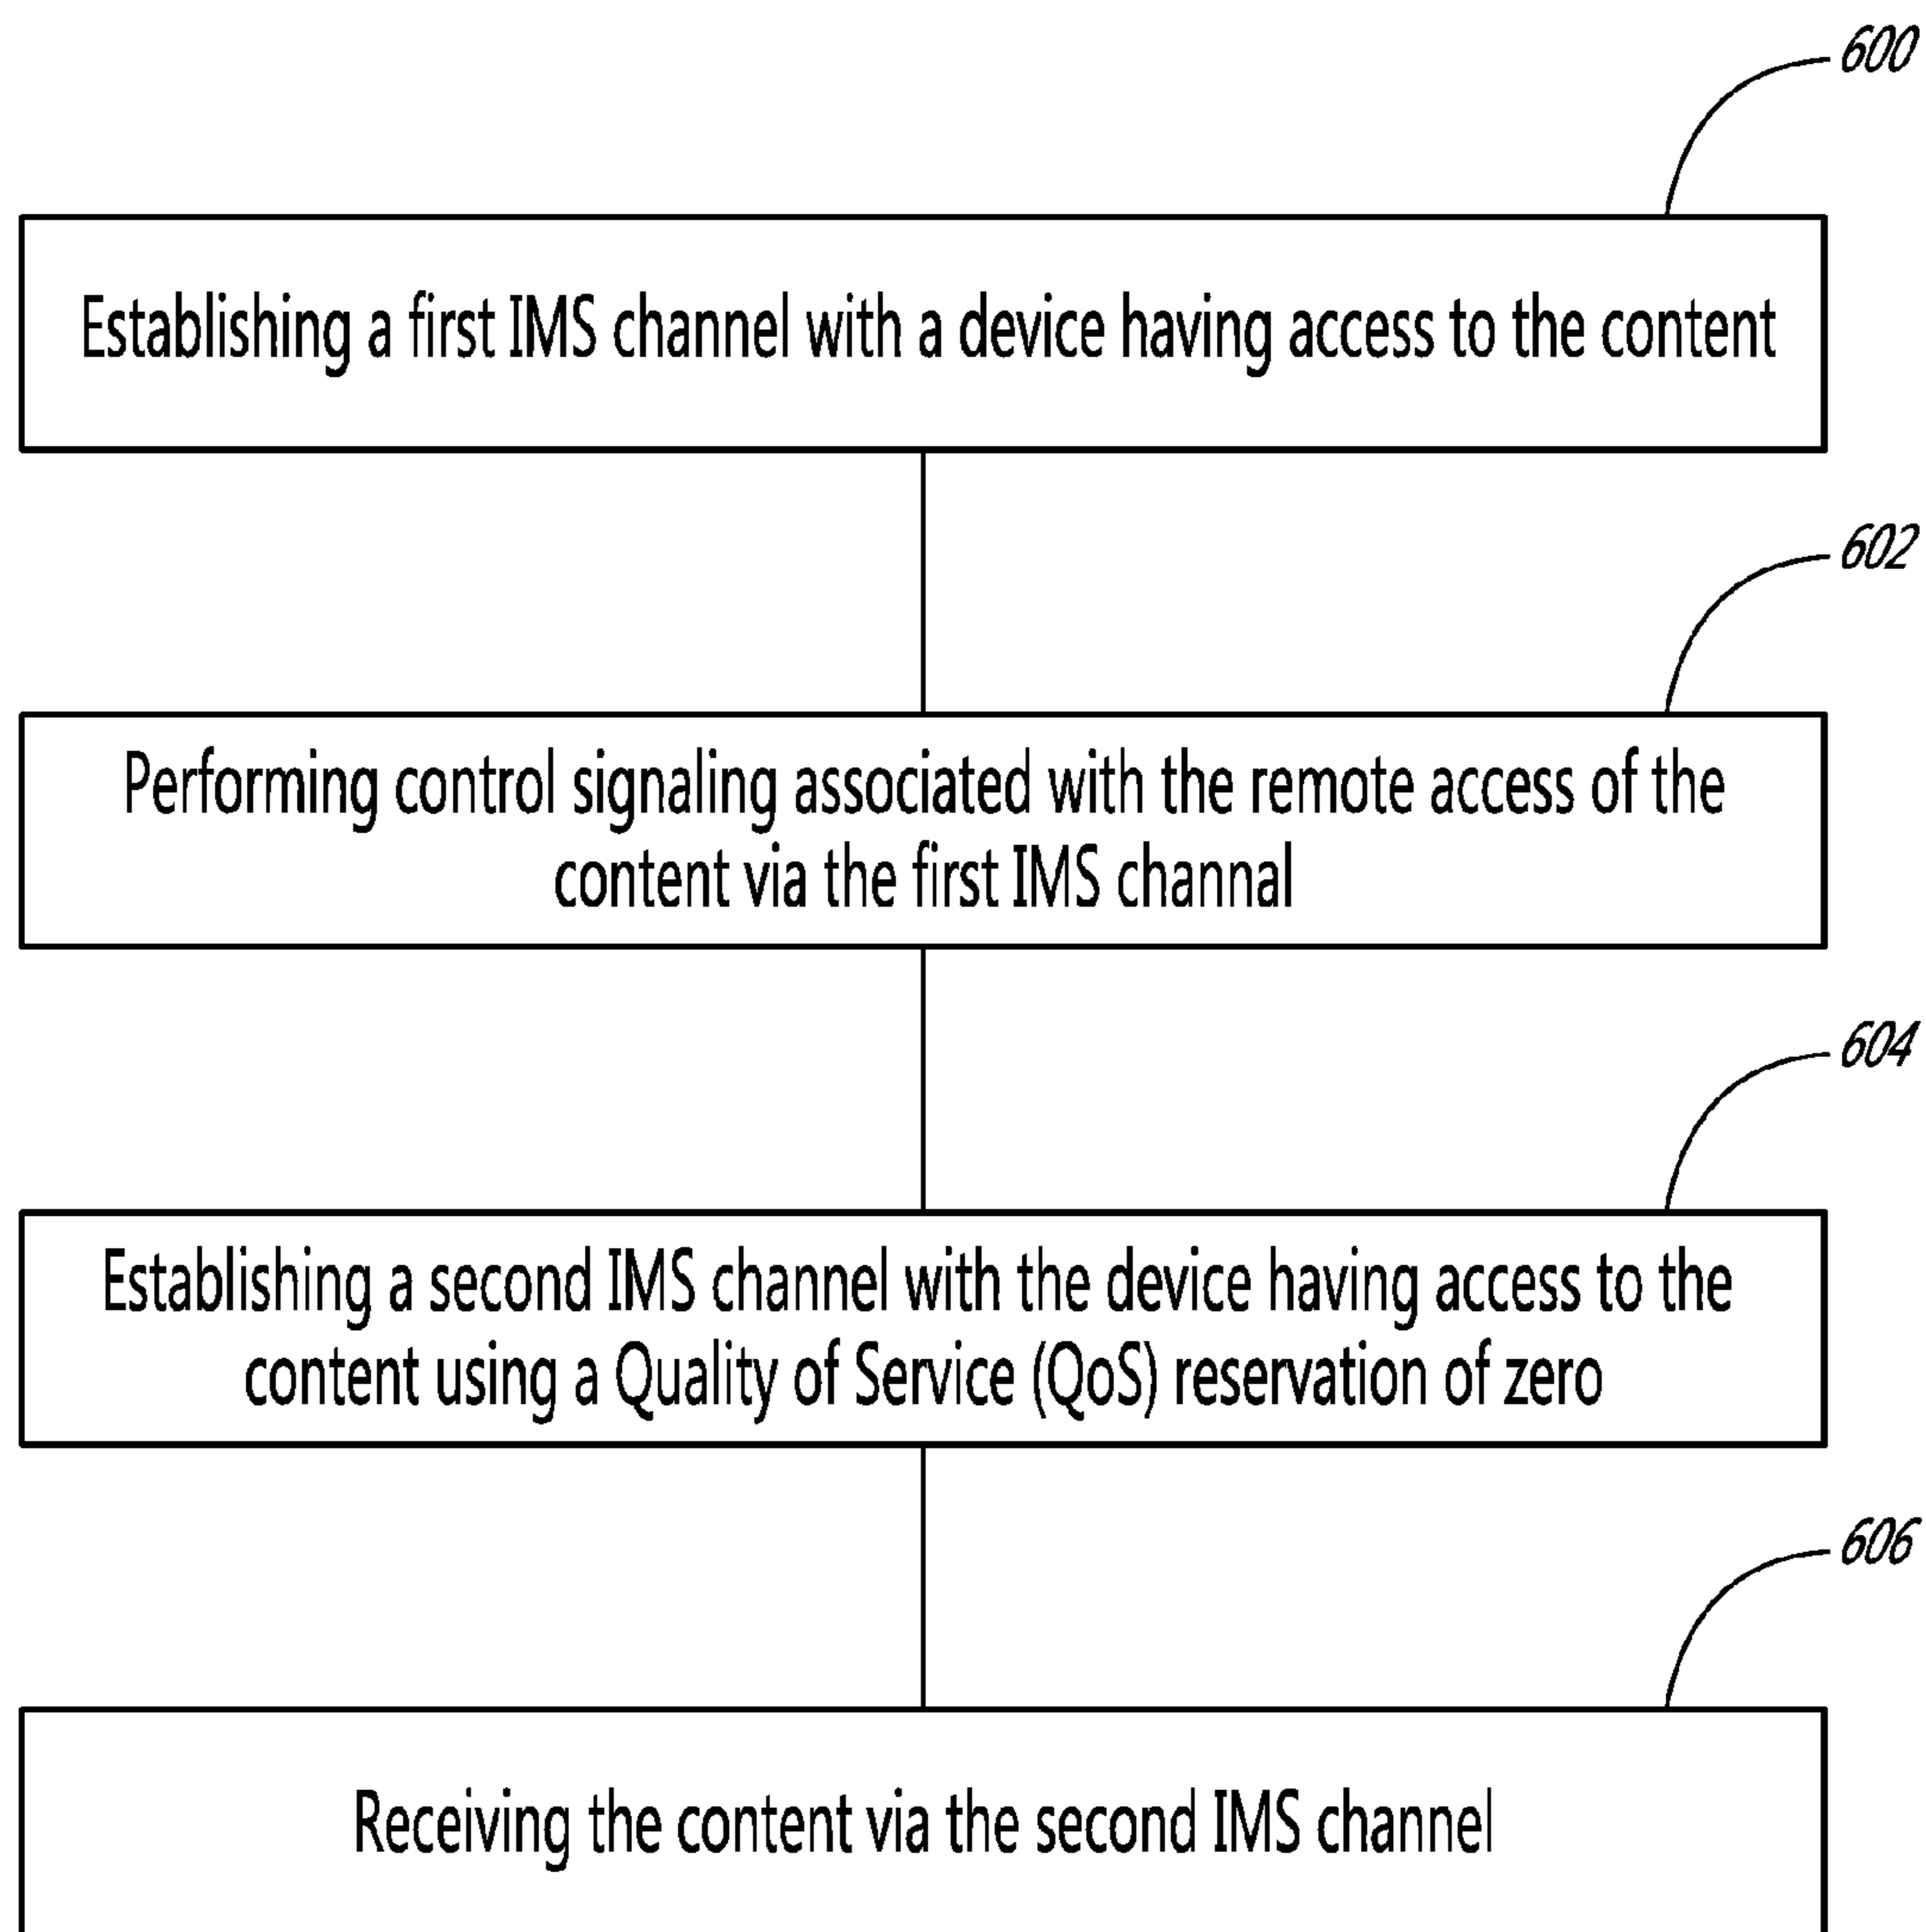 600
Establishing a first IMS channel with a device having access to the content
602
Performing control signaling associated with the remote access of the
content via the first IMS channal
604
Establishing a second IMS channel with the device having access to the
content using a Quality of Service (QoS) reservation of zero
606
Receiving the content via the second IMS channel